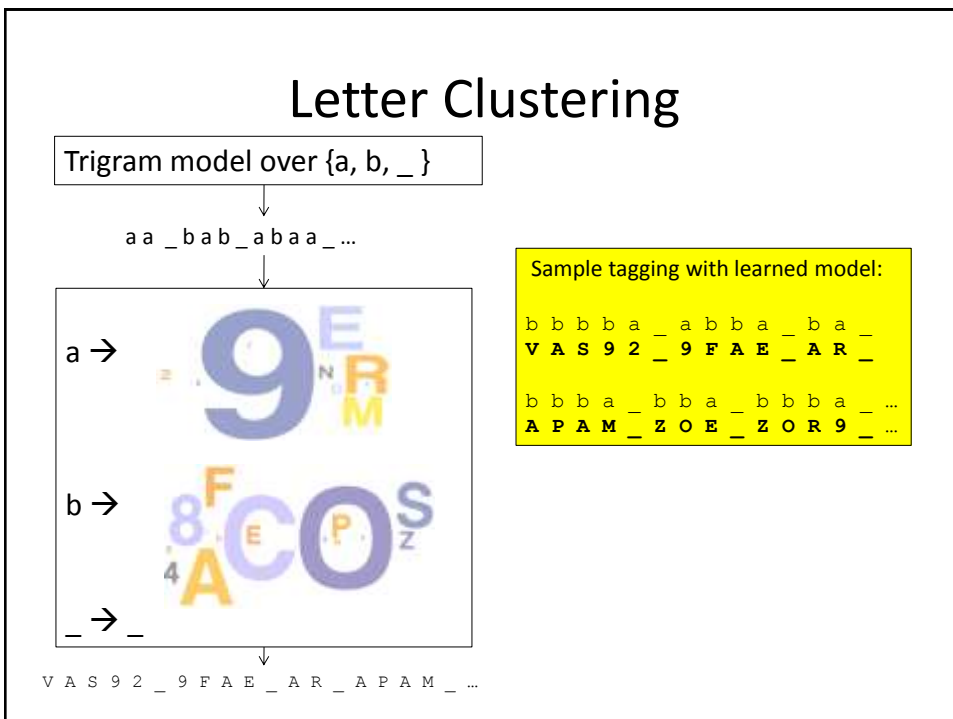 Letter Clustering
Trigram model over {a, b, _ }
a a _ b a b _ a b a a _ …
a →
9 E N R M
b →
8 F A C E O P S Z 4
_ → _
V A S 9 2 _ 9 F A E _ A R _ A P A M _ …
Sample tagging with learned model:
b b b b a _ a b b a _ b a _
V A S 9 2 _ 9 F A E _ A R _
b b b a _ b b a _ b b b a _ …
A P A M _ Z O E _ Z O R 9 _ …